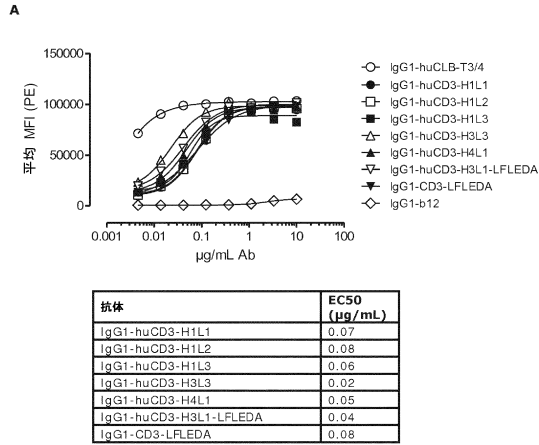 A
150000
100000
50000
0
平均 MFI (PE)
0.001
0.01
0.1
1
10
100
µg/mL Ab
IgG1-huCLB-T3/4
IgG1-huCD3-H1L1
IgG1-huCD3-H1L2
IgG1-huCD3-H1L3
IgG1-huCD3-H3L3
IgG1-huCD3-H4L1
IgG1-huCD3-H3L1-LFLEDA
IgG1-CD3-LFLEDA
IgG1-b12
抗体 EC50 (µg/mL)
IgG1-huCD3-H1L1 0.07
IgG1-huCD3-H1L2 0.08
IgG1-huCD3-H1L3 0.06
IgG1-huCD3-H3L3 0.02
IgG1-huCD3-H4L1 0.05
IgG1-huCD3-H3L1-LFLEDA 0.04
IgG1-CD3-LFLEDA 0.08